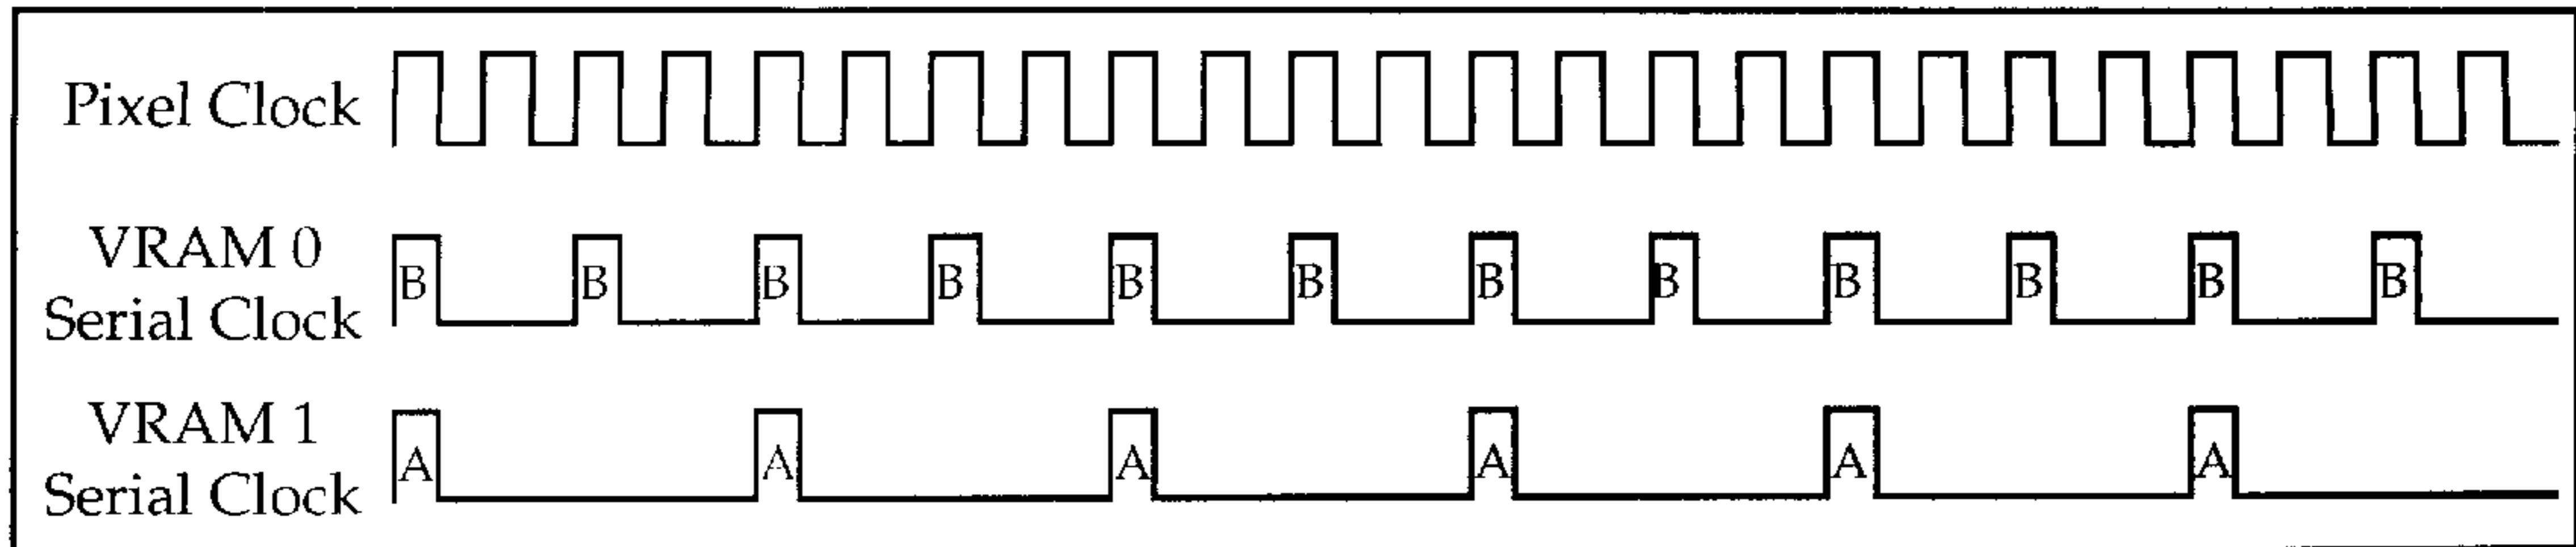 Pixel Clock
VRAM 0
Serial Clock
B B B B B B B B B B B B
VRAM 1
Serial Clock
A A A A A A